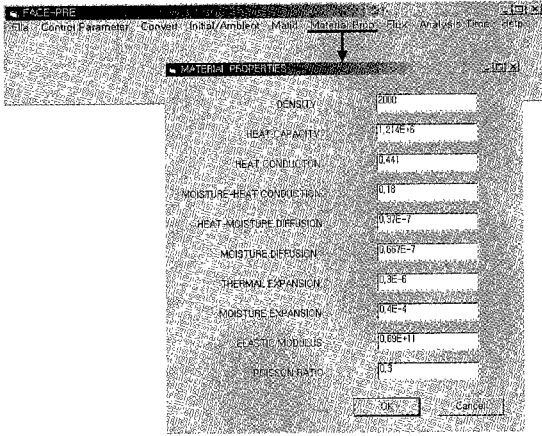 FACE-PRE
File Control Parameter Convert Initial/Ambient Matid Material Prop Flux Analysis Time Help
MATERIAL PROPERTIES
DENSITY 2000
HEAT CAPACITY 1,214E+6
HEAT CONDUCTION 0,441
MOISTURE-HEAT CONDUCTION 0,18
HEAT-MOISTURE DIFFUSION 0,37E-7
MOISTURE DIFFUSION 0,667E-7
THERMAL EXPANSION 0,3E-6
MOISTURE EXPANSION 0,4E-4
ELASTIC MODULUS 0,69E+11
POISSON RATIO 0,3
OK Cancel